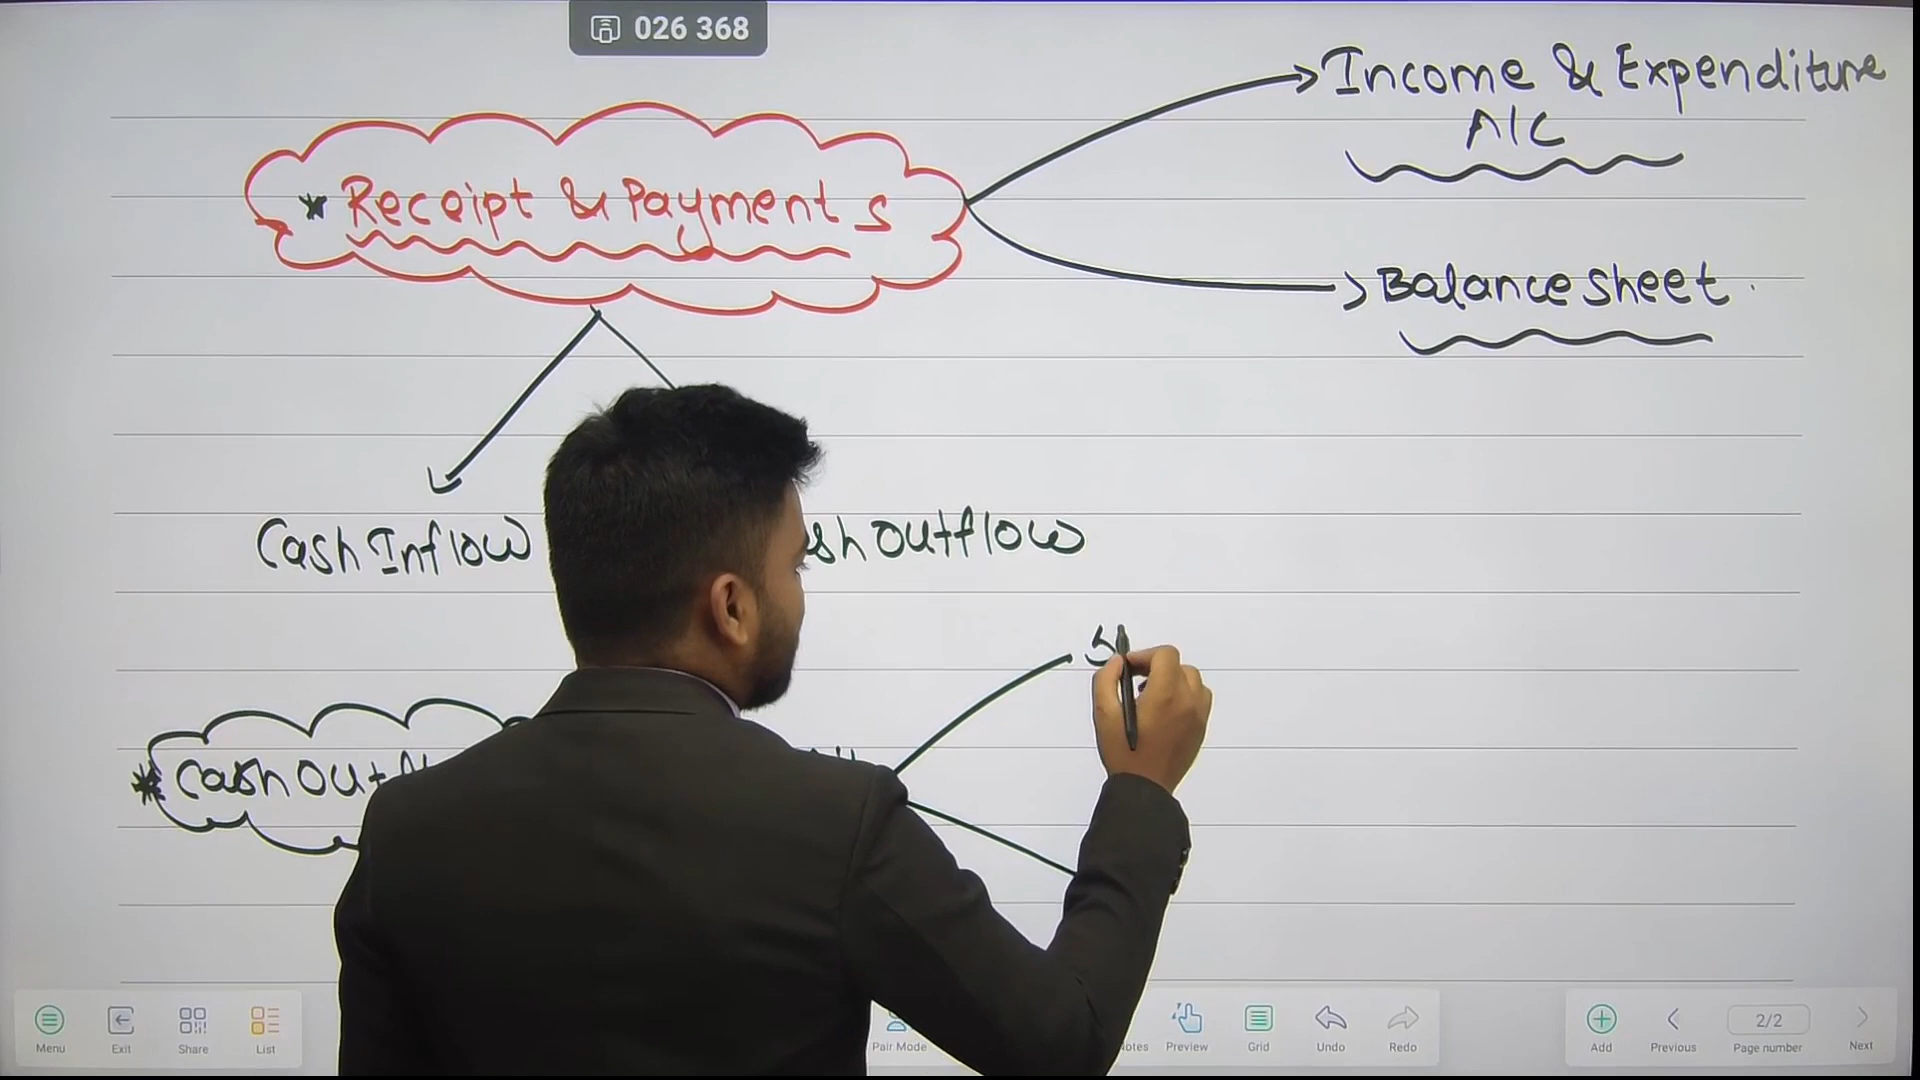 026 368
Income & Expenditure
A/C
* Receipt & Payments
Balance sheet
Cash Inflow
sh Outflow
* Cash Out
Menu
Exit
Share
List
Pair Mode
otes
Preview
Grid
Undo
Redo
Add
Previous
2/2
Page number
Next